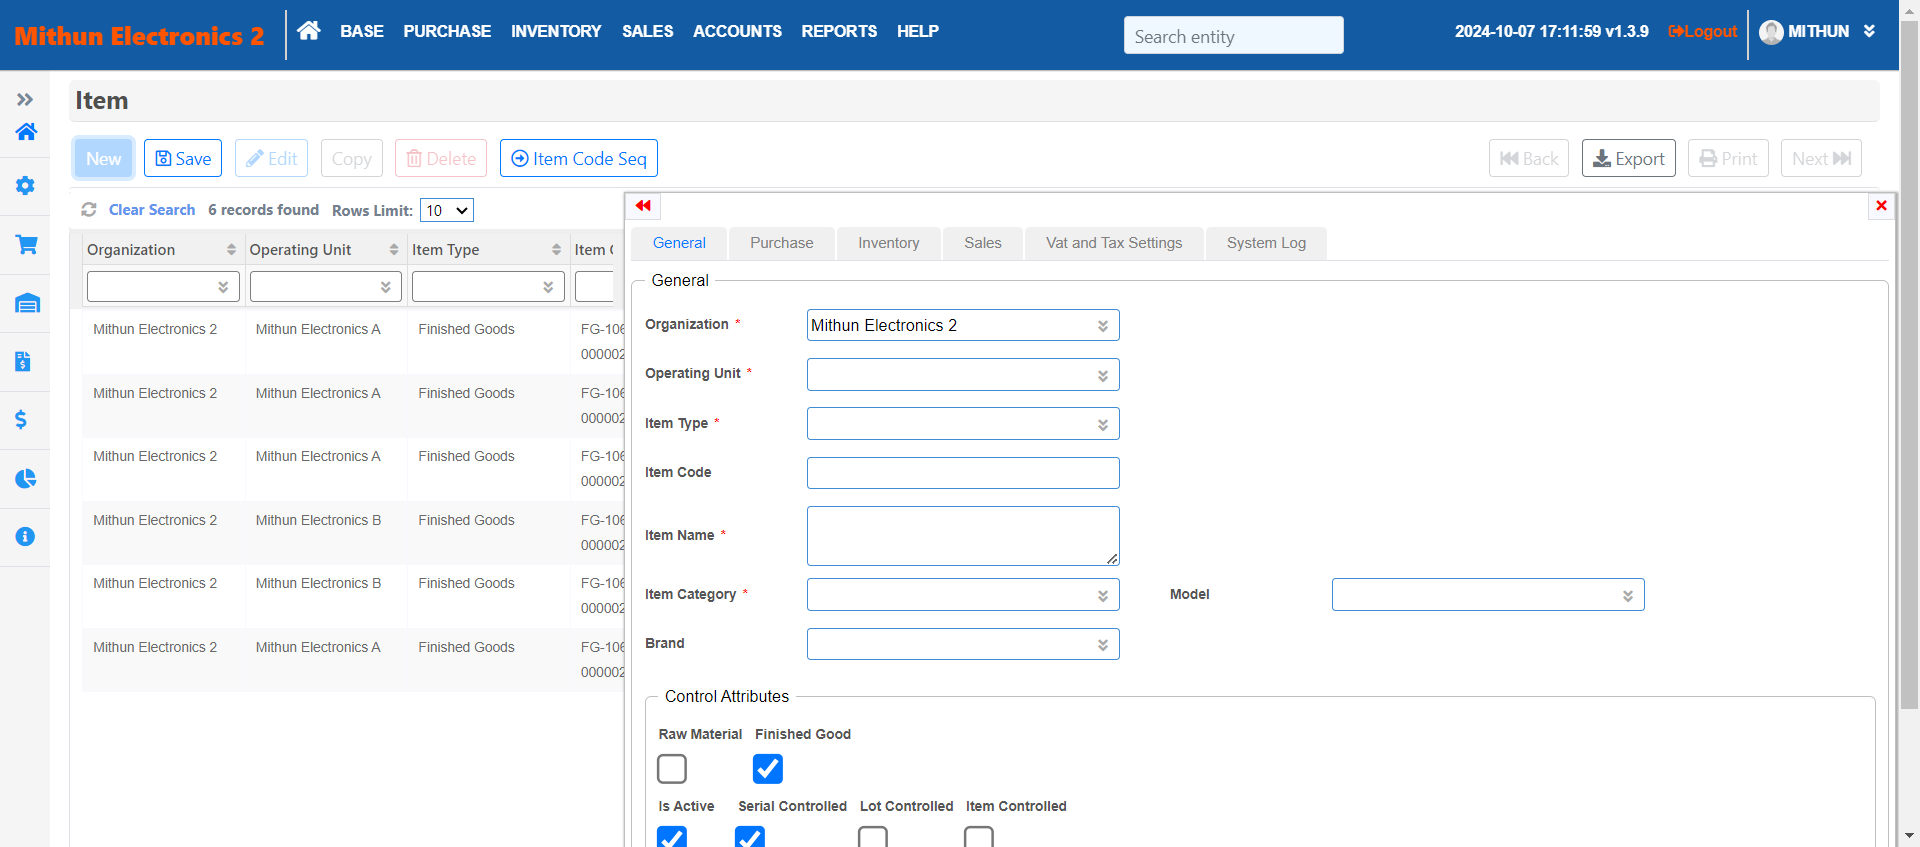 Mithun Electronics 2
BASE PURCHASE INVENTORY SALES ACCOUNTS REPORTS HELP
Search entity
2024-10-07 17:11:59 v1.3.9 Logout MITHUN
Item
New Save Edit Copy Delete Item Code Seq Back Export Print Next
Clear Search 6 records found Rows Limit: 10
Organization Operating Unit Item Type Item
Mithun Electronics 2 Mithun Electronics A Finished Goods FG-106
000002
Mithun Electronics 2 Mithun Electronics A Finished Goods FG-106
000002
Mithun Electronics 2 Mithun Electronics A Finished Goods FG-106
000002
Mithun Electronics 2 Mithun Electronics B Finished Goods FG-106
000002
Mithun Electronics 2 Mithun Electronics B Finished Goods FG-106
000002
Mithun Electronics 2 Mithun Electronics A Finished Goods FG-106
000002
General Purchase Inventory Sales Vat and Tax Settings System Log
General
Organization * Mithun Electronics 2
Operating Unit *
Item Type *
Item Code
Item Name *
Item Category * Model
Brand
Control Attributes
Raw Material Finished Good
Is Active Serial Controlled Lot Controlled Item Controlled